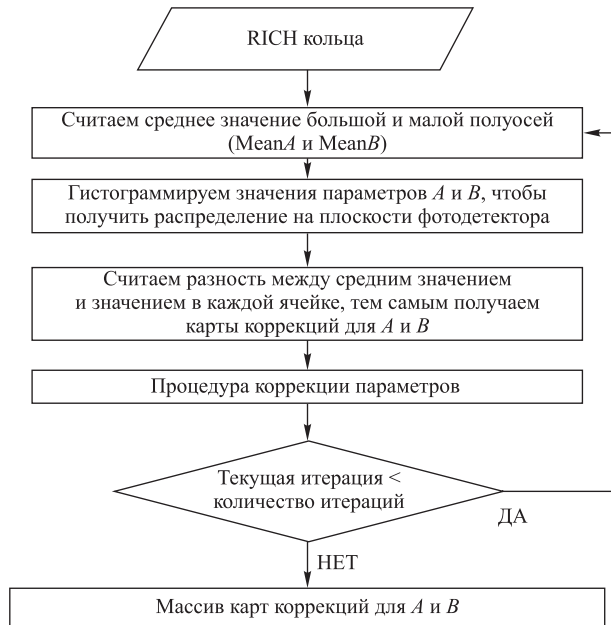 RICH кольца
Считаем среднее значение большой и малой полуосей
(MeanA и MeanB)
Гистограммируем значения параметров A и B, чтобы
получить распределение на плоскости фотодетектора
Считаем разность между средним значением
и значением в каждой ячейке, тем самым получаем
карты коррекций для A и B
Процедура коррекции параметров
Текущая итерация <
количество итераций
ДА
НЕТ
Массив карт коррекций для A и B